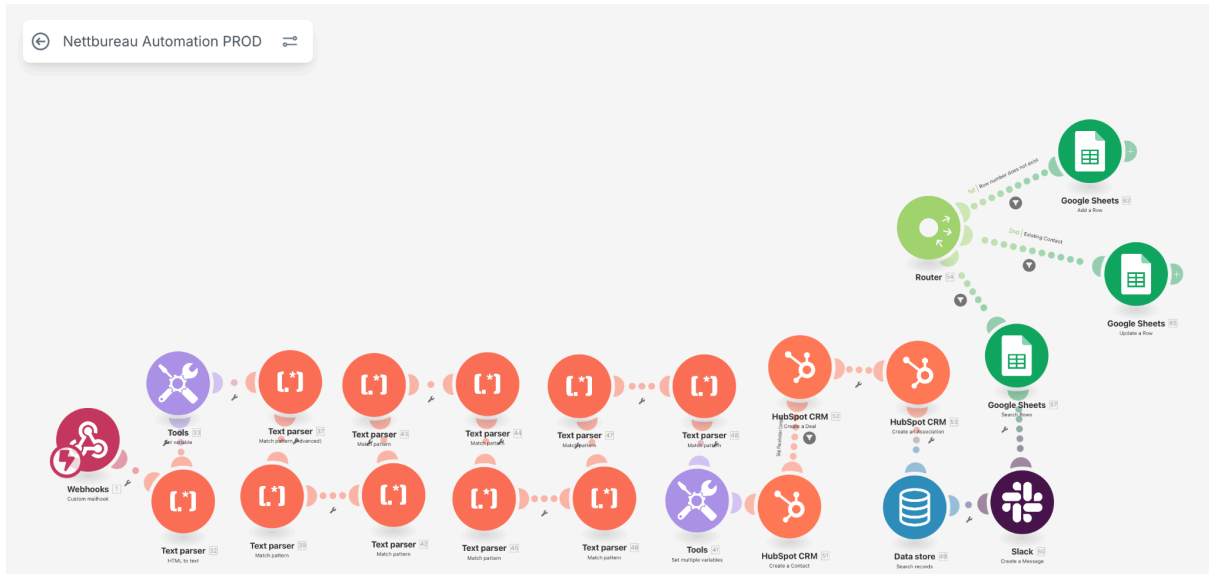 Nettbureau Automation PROD
1st | Row number does not exist
Google Sheets 62
Add a Row
2nd | Existing Contact
Router 54
Google Sheets 65
Update a Row
Google Sheets 57
Search Rows
Tools 33
Set variable
Text parser 37
Match pattern (Advanced)
Text parser 43
Match pattern
Text parser 44
Match pattern
Text parser 47
Match pattern
Text parser 48
Match pattern
HubSpot CRM 52
Create a Deal
HubSpot CRM 53
Create an Association
Webhooks 1
Custom mailhook
Text parser 32
HTML to text
Text parser 39
Match pattern
Text parser 42
Match pattern
Text parser 45
Match pattern
Text parser 46
Match pattern
Tools 41
Set multiple variables
HubSpot CRM 51
Create a Contact
Data store 49
Search records
Slack 60
Create a Message